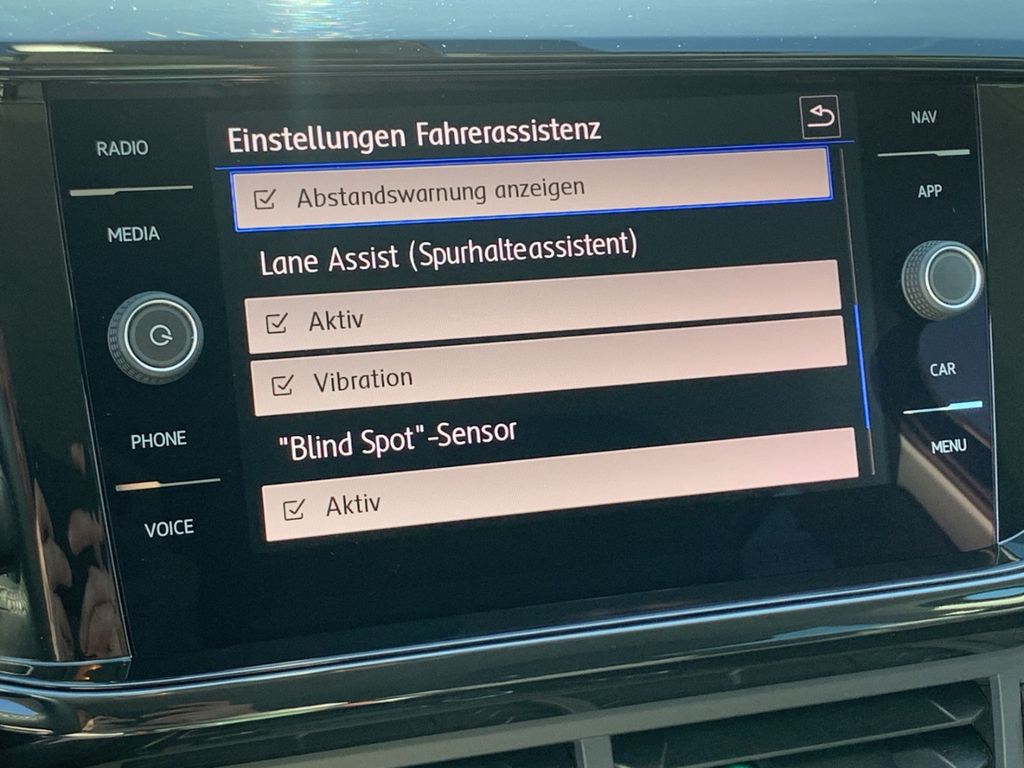 RADIO
MEDIA
PHONE
VOICE
Einstellungen Fahrerassistenz
Abstandswarnung anzeigen
Lane Assist (Spurhalteassistent)
Aktiv
Vibration
"Blind Spot"-Sensor
Aktiv
NAV
APP
CAR
MENU